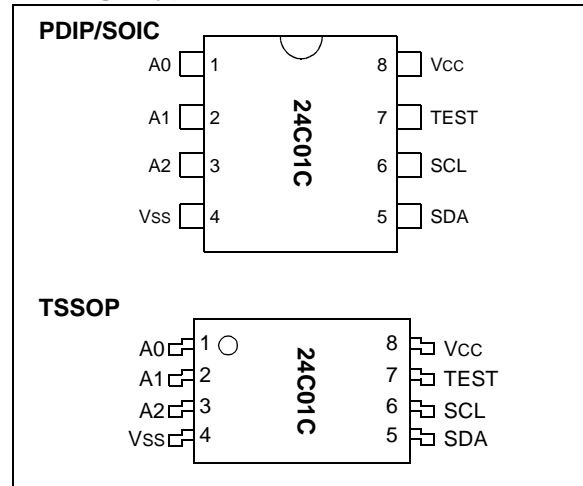 PDIP/SOIC
A0 1 8 Vcc
A1 2 7 TEST
A2 3 6 SCL
Vss 4 5 SDA
24C01C
TSSOP
A0 1 8 Vcc
A1 2 7 TEST
A2 3 6 SCL
Vss 4 5 SDA
24C01C